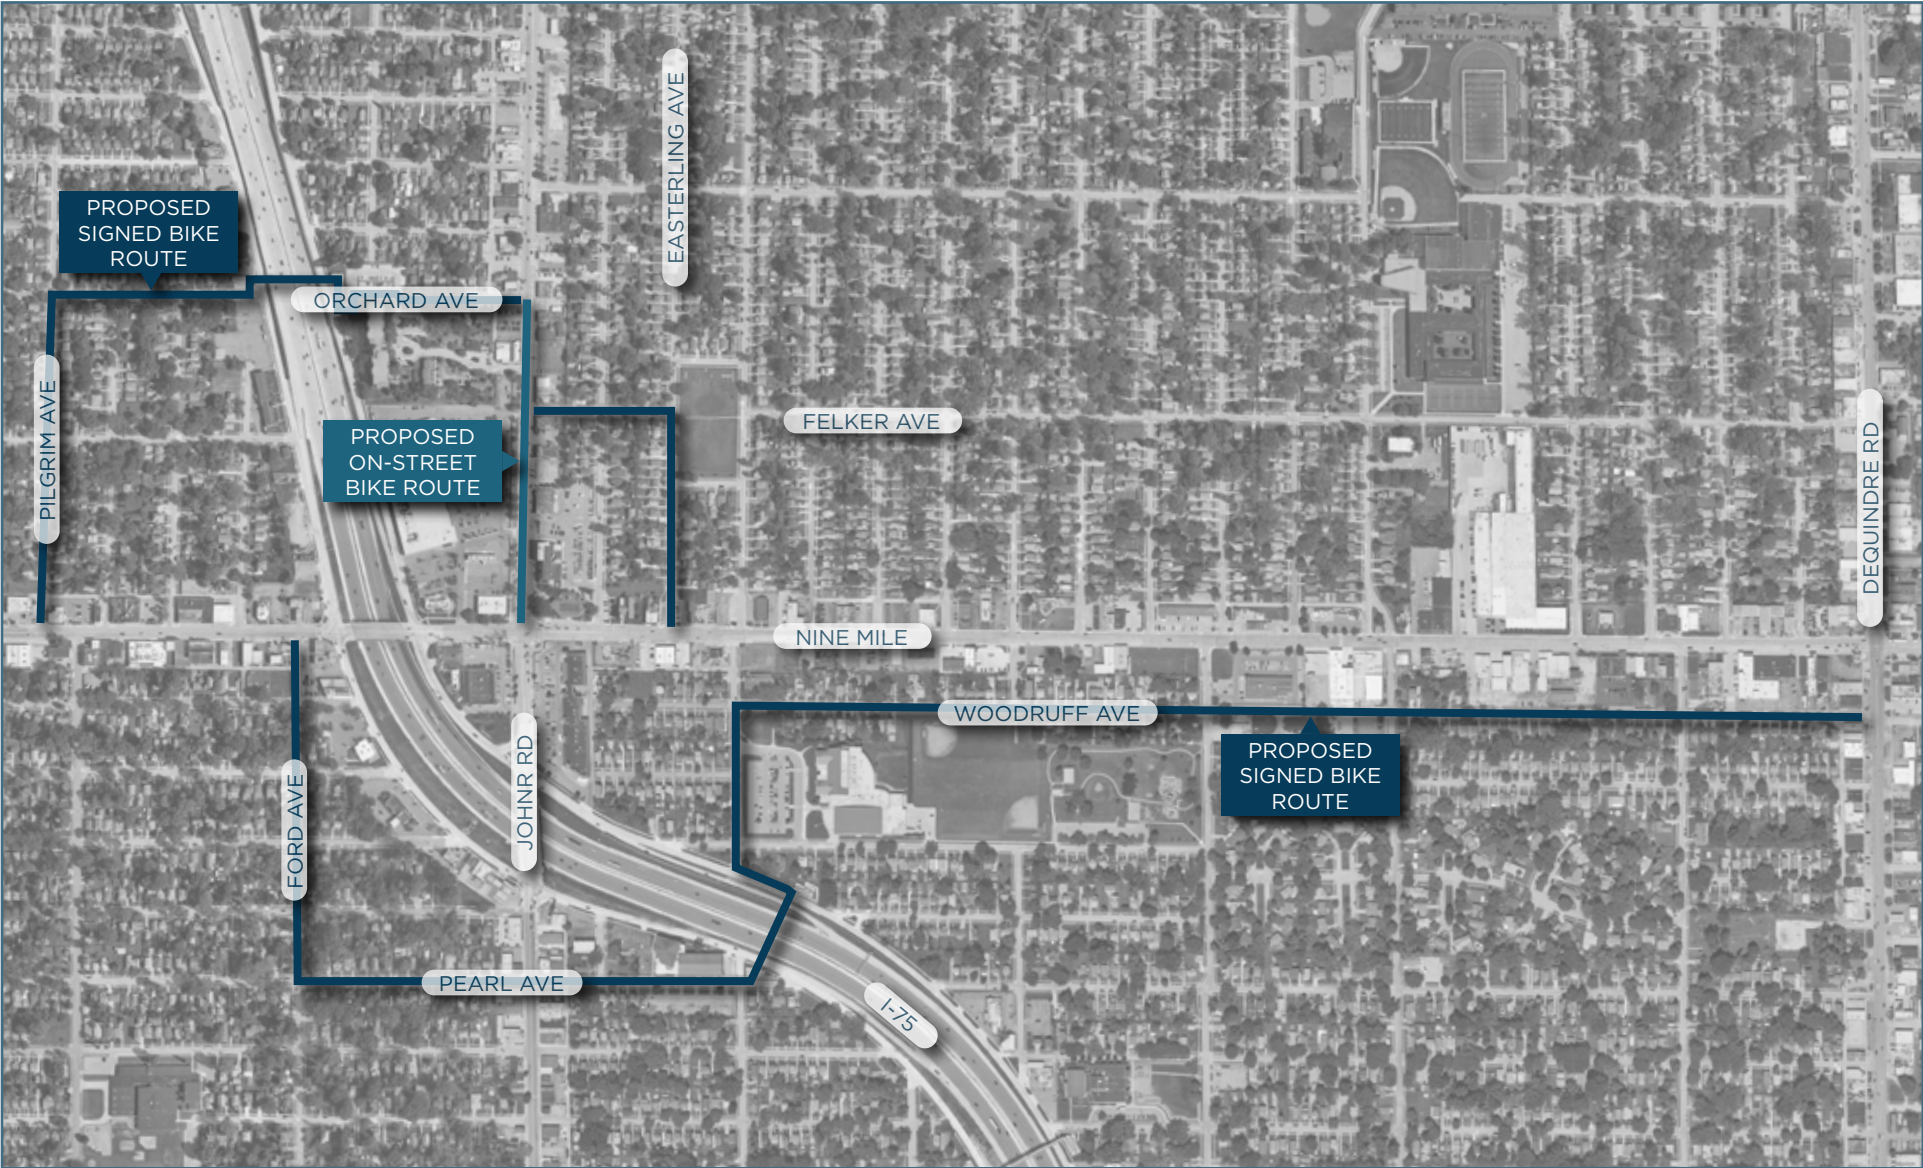 EASTERLING AVE
PROPOSED
SIGNED BIKE
ROUTE
ORCHARD AVE
PILGRIM AVE
PROPOSED
ON-STREET
BIKE ROUTE
FELKER AVE
DEQUINDRE RD
NINE MILE
WOODRUFF AVE
PROPOSED
SIGNED BIKE
ROUTE
JOHNR RD
FORD AVE
PEARL AVE
I-75